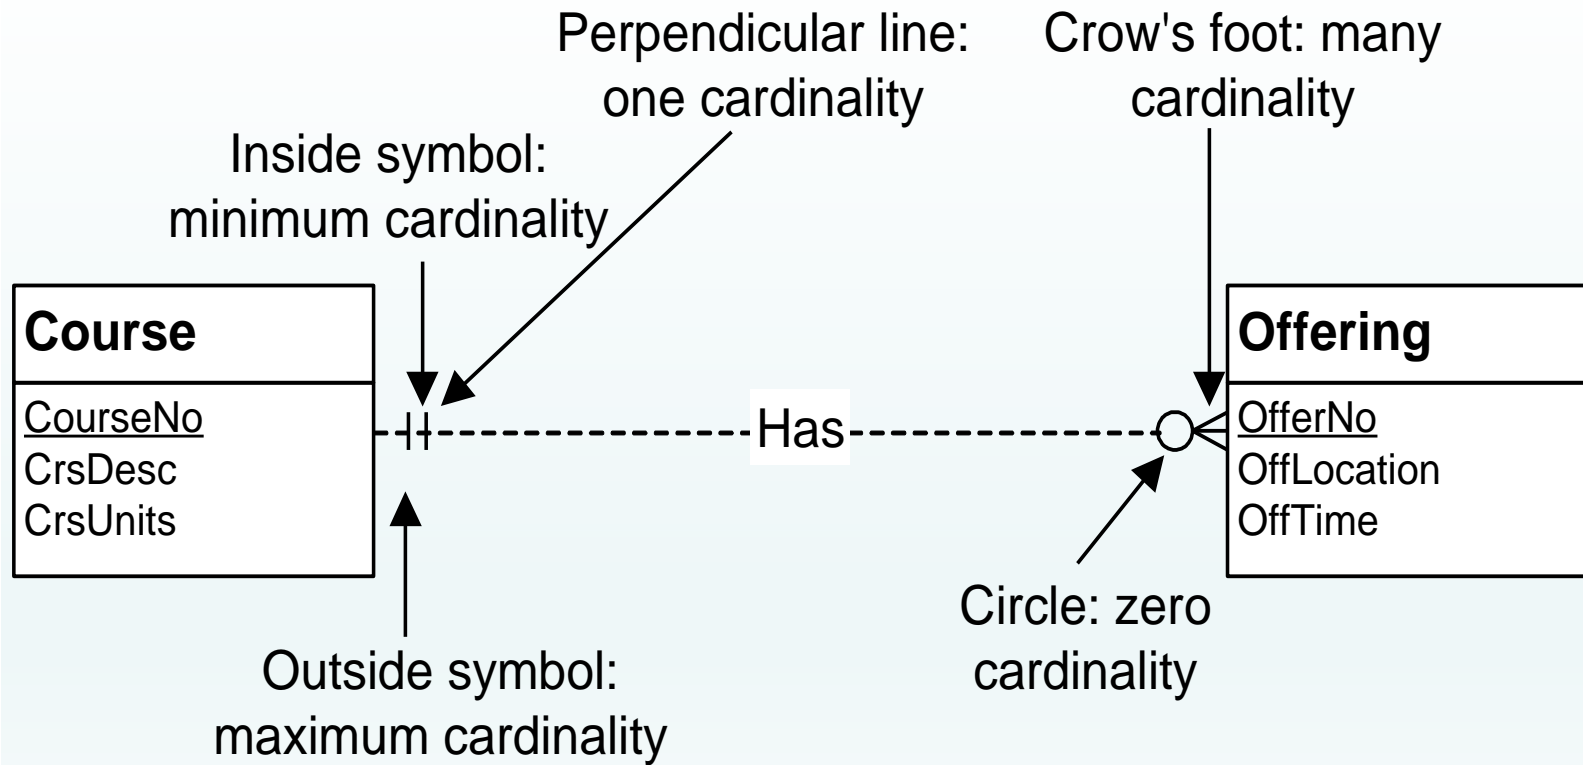 Perpendicular line:
one cardinality
Crow's foot: many
cardinality
Inside symbol:
minimum cardinality
Course
CourseNo
CrsDesc
CrsUnits
Has
Offering
OfferNo
OffLocation
OffTime
Outside symbol:
maximum cardinality
Circle: zero
cardinality